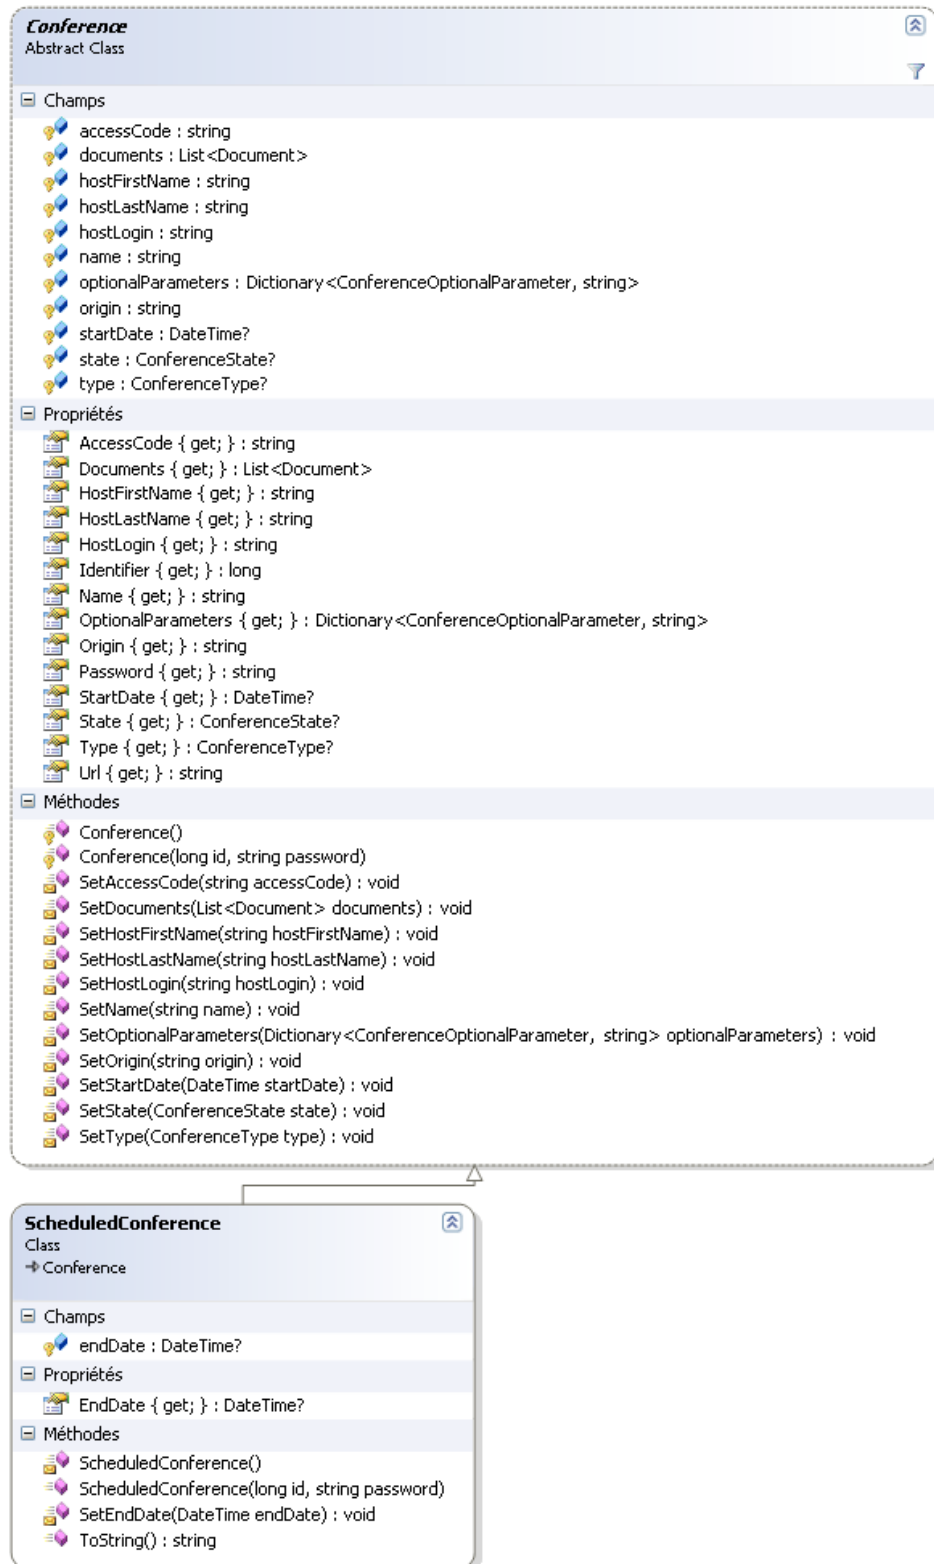 Conference
Abstract Class
Champs
accessCode : string
documents : List<Document>
hostFirstName : string
hostLastName : string
hostLogin : string
name : string
optionalParameters : Dictionary<ConferenceOptionalParameter, string>
origin : string
startDate : DateTime?
state : ConferenceState?
type : ConferenceType?
Propriétés
AccessCode { get; } : string
Documents { get; } : List<Document>
HostFirstName { get; } : string
HostLastName { get; } : string
HostLogin { get; } : string
Identifier { get; } : long
Name { get; } : string
OptionalParameters { get; } : Dictionary<ConferenceOptionalParameter, string>
Origin { get; } : string
Password { get; } : string
StartDate { get; } : DateTime?
State { get; } : ConferenceState?
Type { get; } : ConferenceType?
Url { get; } : string
Méthodes
Conference()
Conference(long id, string password)
SetAccessCode(string accessCode) : void
SetDocuments(List<Document> documents) : void
SetHostFirstName(string hostFirstName) : void
SetHostLastName(string hostLastName) : void
SetHostLogin(string hostLogin) : void
SetName(string name) : void
SetOptionalParameters(Dictionary<ConferenceOptionalParameter, string> optionalParameters) : void
SetOrigin(string origin) : void
SetStartDate(DateTime startDate) : void
SetState(ConferenceState state) : void
SetType(ConferenceType type) : void
ScheduledConference
Class
Conference
Champs
endDate : DateTime?
Propriétés
EndDate { get; } : DateTime?
Méthodes
ScheduledConference()
ScheduledConference(long id, string password)
SetEndDate(DateTime endDate) : void
ToString() : string